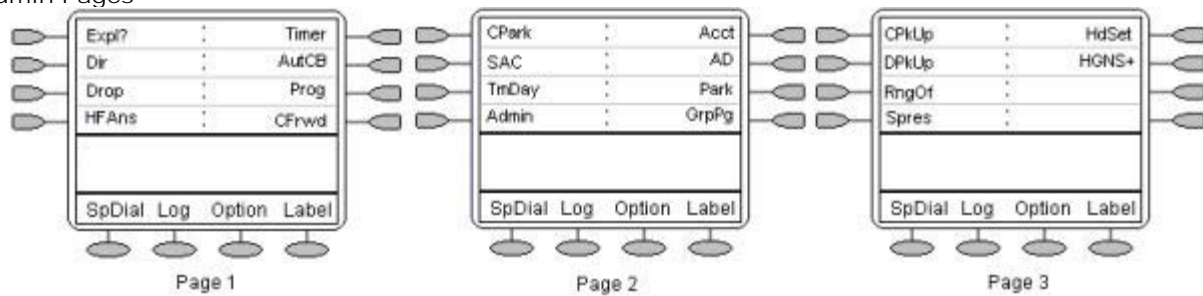 Expl? : Timer
Dir : AutCB
Drop : Prog
HFAns : CFrwd
SpDial Log Option Label
Page 1
CPark : Acct
SAC : AD
TmDay : Park
Admin : GrpPg
SpDial Log Option Label
Page 2
CPkUp : HdSet
DPkUp : HGNS+
RngOf :
Spres :
SpDial Log Option Label
Page 3